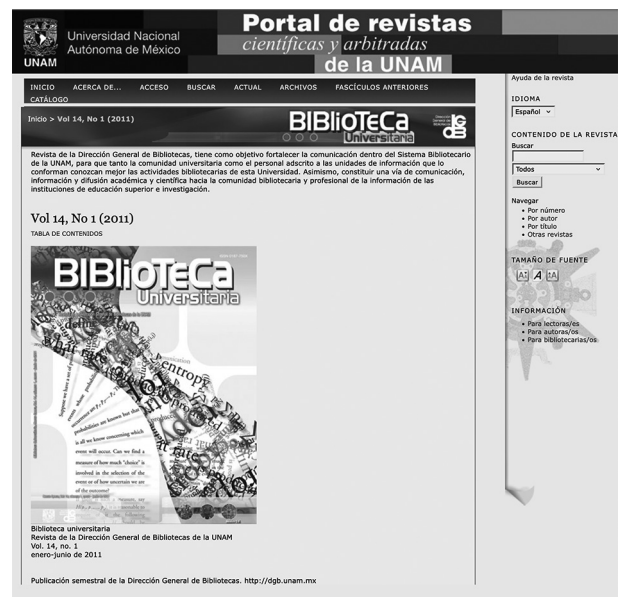 UNAM
Universidad Nacional
Autónoma de México
Portal de revistas
científicas y arbitradas
de la UNAM
INICIO ACERCA DE... ACCESO BUSCAR ACTUAL ARCHIVOS FASCÍCULOS ANTERIORES
CATÁLOGO
Inicio > Vol 14, No 1 (2011)
BIBlioTeCa
Universitaria
Revista de la Dirección General de Bibliotecas, tiene como objetivo fortalecer la comunicación dentro del Sistema Bibliotecario
de la UNAM, para que tanto la comunidad universitaria como el personal adscrito a las unidades de información que lo
conforman conozcan mejor las actividades bibliotecarias de esta Universidad. Asimismo, constituir una vía de comunicación,
información y difusión académica y científica hacia la comunidad bibliotecaria y profesional de la información de las
instituciones de educación superior e investigación.
Vol 14, No 1 (2011)
TABLA DE CONTENIDOS
BIBlioTeCa
Universitaria
define
entropy
probabilities are known but that
is all we know concerning which
event will occur. Can we find a
measure of how much "choice" is
involved in the selection of the
event or of how uncertain we are
of the outcome?
Biblioteca universitaria
Revista de la Dirección General de Bibliotecas de la UNAM
Vol. 14, no. 1
enero-junio de 2011
Publicación semestral de la Dirección General de Bibliotecas. http://dgb.unam.mx
Ayuda de la revista
IDIOMA
Español
CONTENIDO DE LA REVISTA
Buscar
Todos
Buscar
Navegar
Por número
Por autor
Por título
Otras revistas
TAMAÑO DE FUENTE
INFORMACIÓN
Para lectoras/es
Para autoras/os
Para bibliotecarias/os